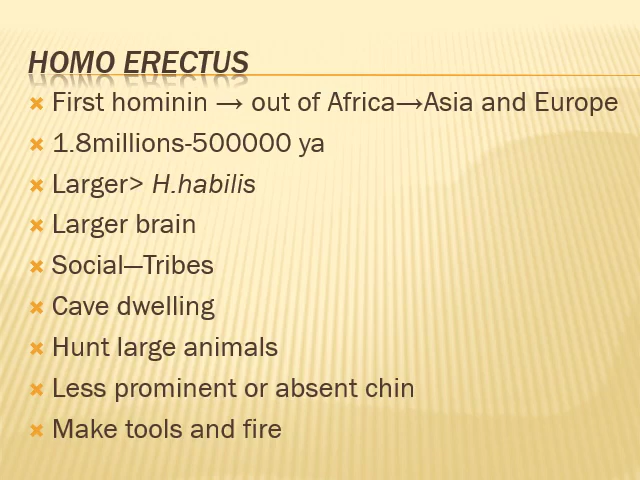 HOMO ERECTUS
First hominin → out of Africa→Asia and Europe
1.8millions-500000 ya
Larger> H.habilis
Larger brain
Social—Tribes
Cave dwelling
Hunt large animals
Less prominent or absent chin
Make tools and fire